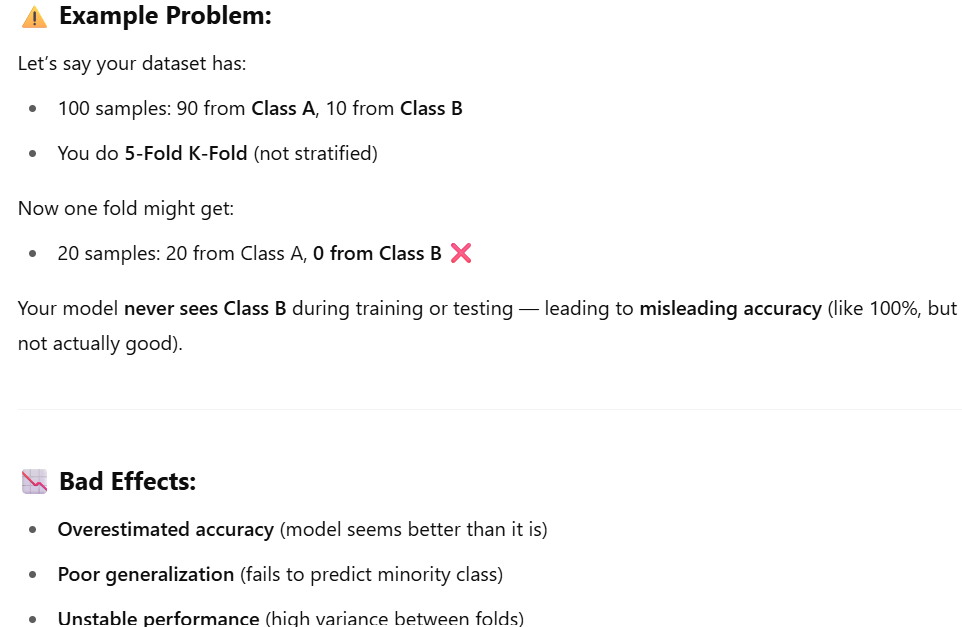 ⚠️ Example Problem:
Let’s say your dataset has:
• 100 samples: 90 from Class A, 10 from Class B
• You do 5-Fold K-Fold (not stratified)
Now one fold might get:
• 20 samples: 20 from Class A, 0 from Class B ❌
Your model never sees Class B during training or testing — leading to misleading accuracy (like 100%, but
not actually good).
📉 Bad Effects:
• Overestimated accuracy (model seems better than it is)
• Poor generalization (fails to predict minority class)
• Unstable performance (high variance between folds)